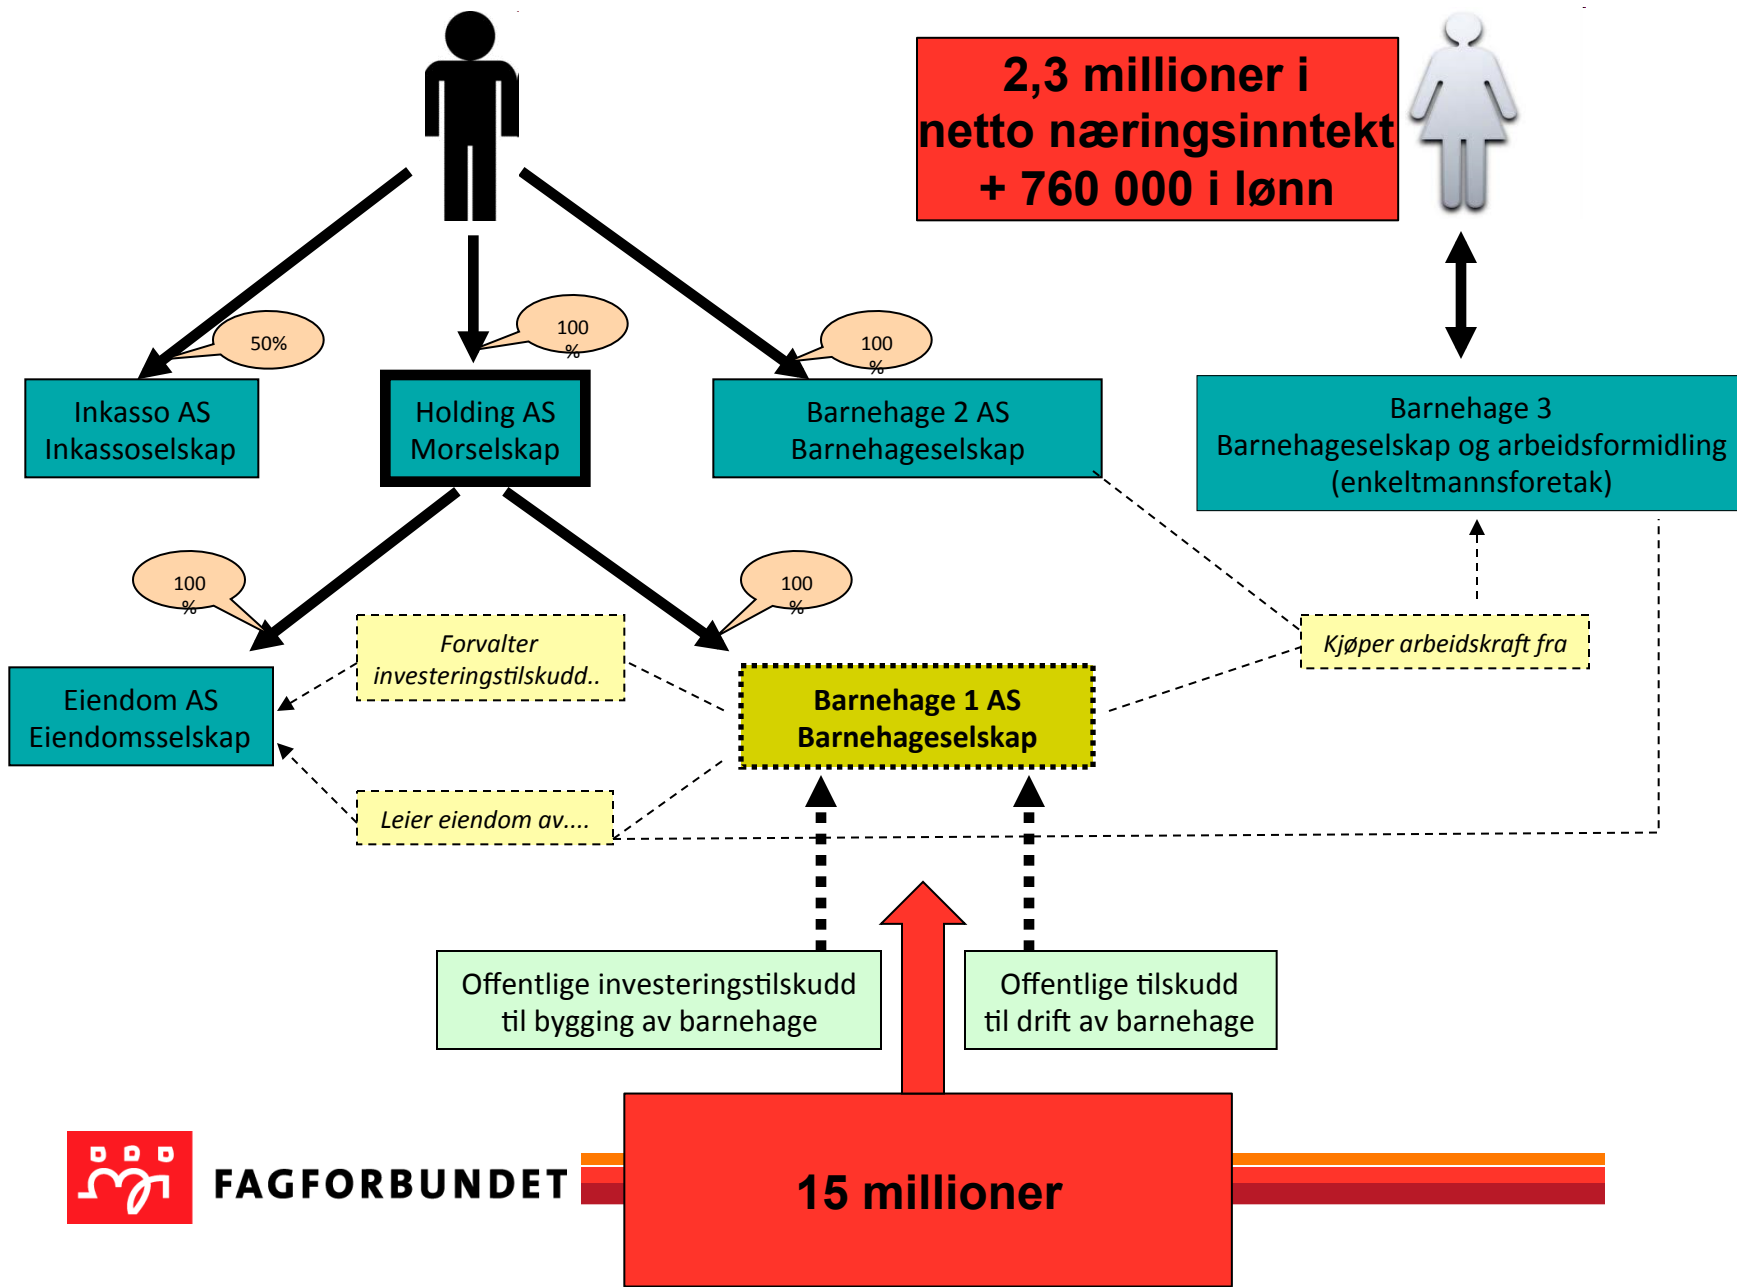 2,3 millioner i
netto næringsinntekt
+ 760 000 i lønn
50%
100
%
100
%
Inkasso AS
Inkassoselskap
Holding AS
Morselskap
Barnehage 2 AS
Barnehageselskap
Barnehage 3
Barnehageselskap og arbeidsformidling
(enkeltmannsforetak)
100
%
100
%
Forvalter
investeringstilskudd..
Kjøper arbeidskraft fra
Eiendom AS
Eiendomsselskap
Barnehage 1 AS
Barnehageselskap
Leier eiendom av....
Offentlige investeringstilskudd
til bygging av barnehage
Offentlige tilskudd
til drift av barnehage
FAGFORBUNDET
15 millioner